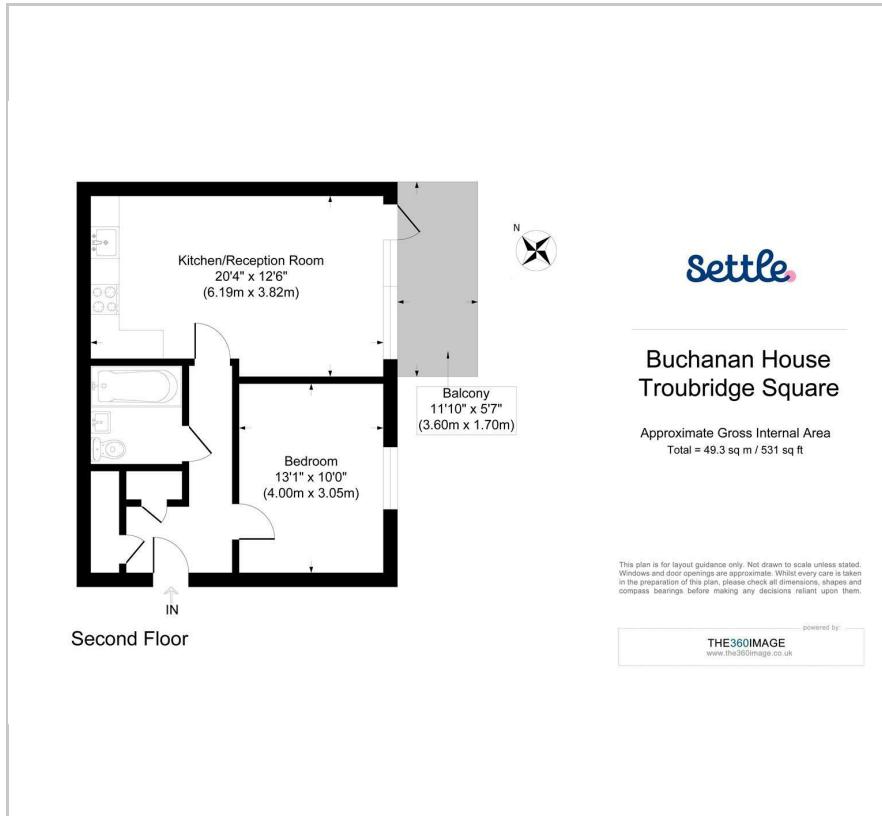 Kitchen/Reception Room
20'4" x 12'6"
(6.19m x 3.82m)
N
Balcony
11'10" x 5'7"
(3.60m x 1.70m)
Bedroom
13'1" x 10'0"
(4.00m x 3.05m)
IN
Second Floor
settle
Buchanan House
Troubridge Square
Approximate Gross Internal Area
Total = 49.3 sq m / 531 sq ft
This plan is for layout guidance only. Not drawn to scale unless stated.
Windows and door openings are approximate. Whilst every care is taken
in the preparation of this plan, please check all dimensions, shapes and
compass bearings before making any decisions reliant upon them.
powered by:
THE360IMAGE
www.the360image.co.uk